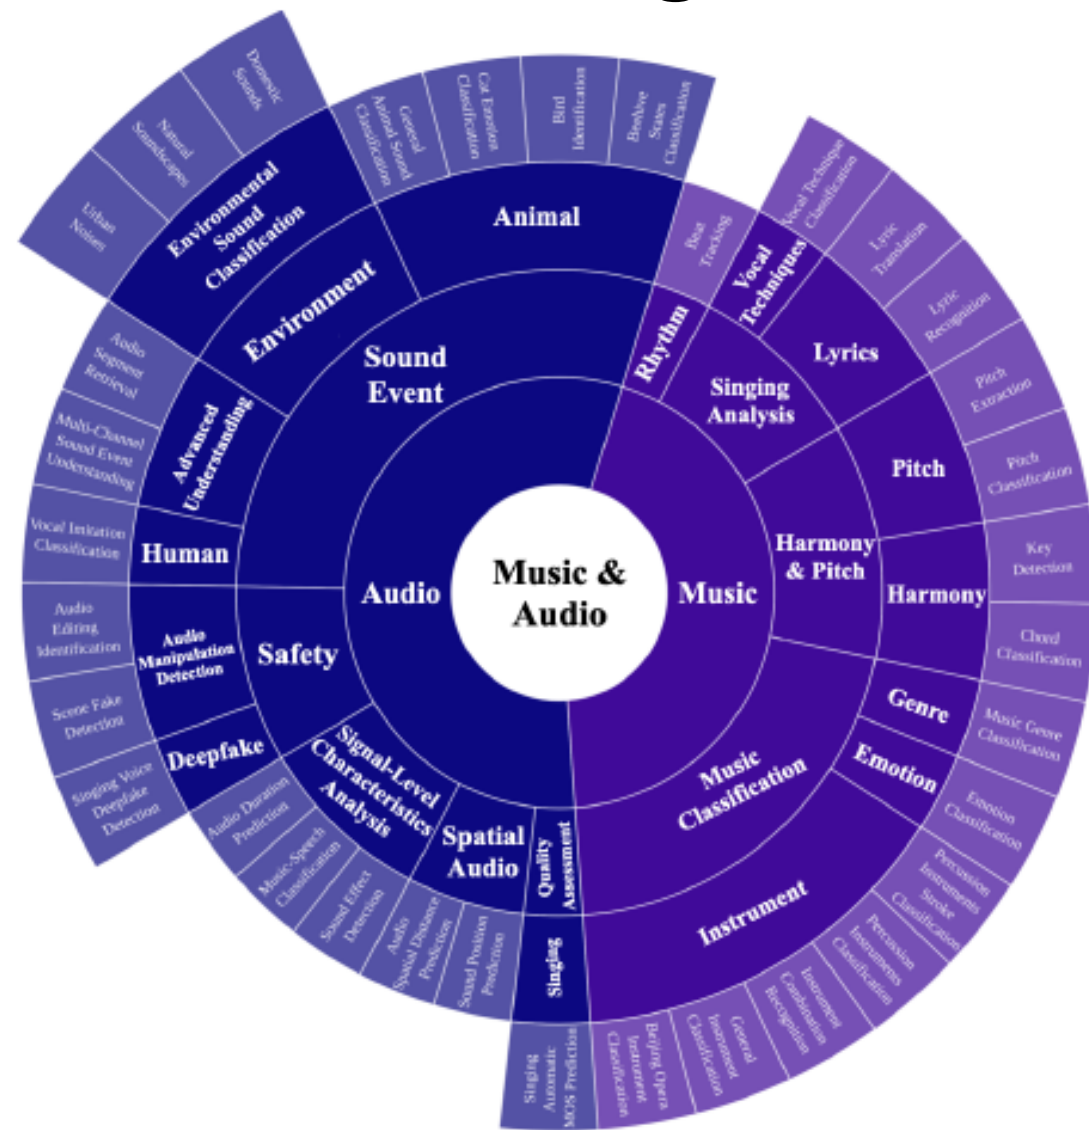 Domestic
Sounds
Natural
Soundscapes
Urban
Noises
General
Animal Sound
Classification
Cat Emotion
Classification
Bird
Identification
Beehive
States
Classification
Environmental
Sound
Classification
Environment
Animal
Sound
Event
Audio
Segment
Retrieval
Multi-Channel
Sound Event
Understanding
Advanced
Understanding
Vocal Imitation
Classification
Human
Audio
Music &
Audio
Music
Audio
Editing
Identification
Scene Fake
Detection
Audio
Manipulation
Detection
Safety
Singing Voice
Deepfake
Detection
Deepfake
Signal-Level
Characteristics
Analysis
Audio Duration
Prediction
Music-Speech
Classification
Sound Effect
Detection
Spatial
Audio
Audio
Spatial Distance
Prediction
Sound Position
Prediction
Quality
Assessment
Singing
Singing
Automatic
MOS Prediction
Beat
Tracking
Rhythm
Vocal Technique
Classification
Vocal
Techniques
Singing
Analysis
Lyric
Translation
Lyric
Recognition
Lyrics
Pitch
Extraction
Pitch
Classification
Pitch
Harmony
& Pitch
Key
Detection
Chord
Classification
Harmony
Genre
Music Genre
Classification
Emotion
Emotion
Classification
Music
Classification
Instrument
Percussion
Instruments
Stroke
Classification
Percussion
Instruments
Classification
Instrument
Combination
Recognition
General
Instrument
Classification
Beijing Opera
Instrument
Classification